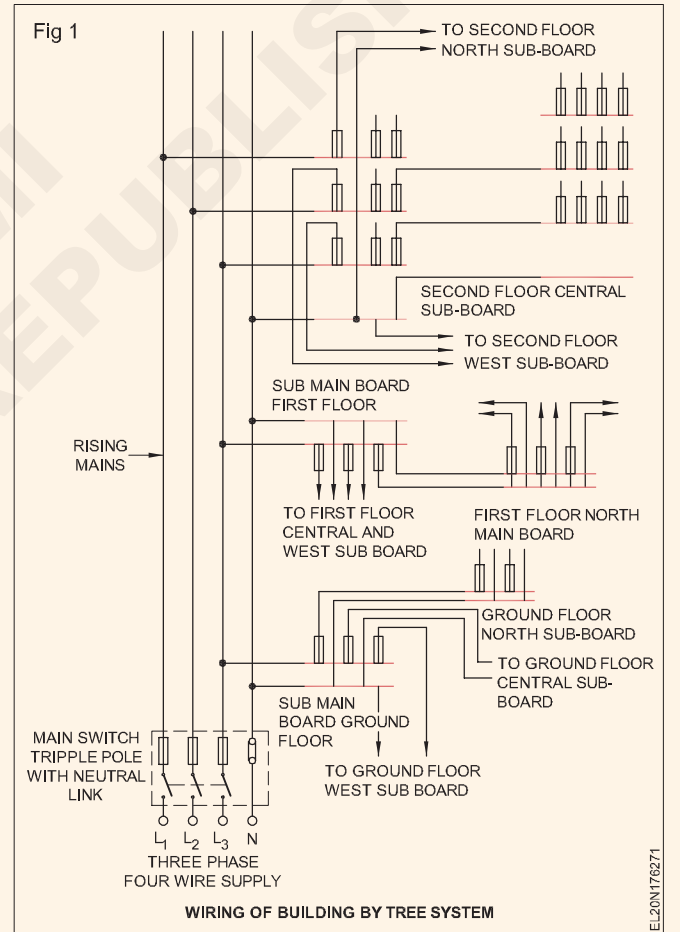 Fig 1
TO SECOND FLOOR
NORTH SUB-BOARD
SECOND FLOOR CENTRAL
SUB-BOARD
TO SECOND FLOOR
WEST SUB-BOARD
SUB MAIN BOARD
FIRST FLOOR
RISING
MAINS
TO FIRST FLOOR
CENTRAL AND
WEST SUB BOARD
FIRST FLOOR NORTH
MAIN BOARD
GROUND FLOOR
NORTH SUB-BOARD
TO GROUND FLOOR
CENTRAL SUB-
BOARD
SUB MAIN
BOARD GROUND
FLOOR
MAIN SWITCH
TRIPPLE POLE
WITH NEUTRAL
LINK
TO GROUND FLOOR
WEST SUB BOARD
L1 L2 L3 N
THREE PHASE
FOUR WIRE SUPPLY
WIRING OF BUILDING BY TREE SYSTEM
EL20N176271